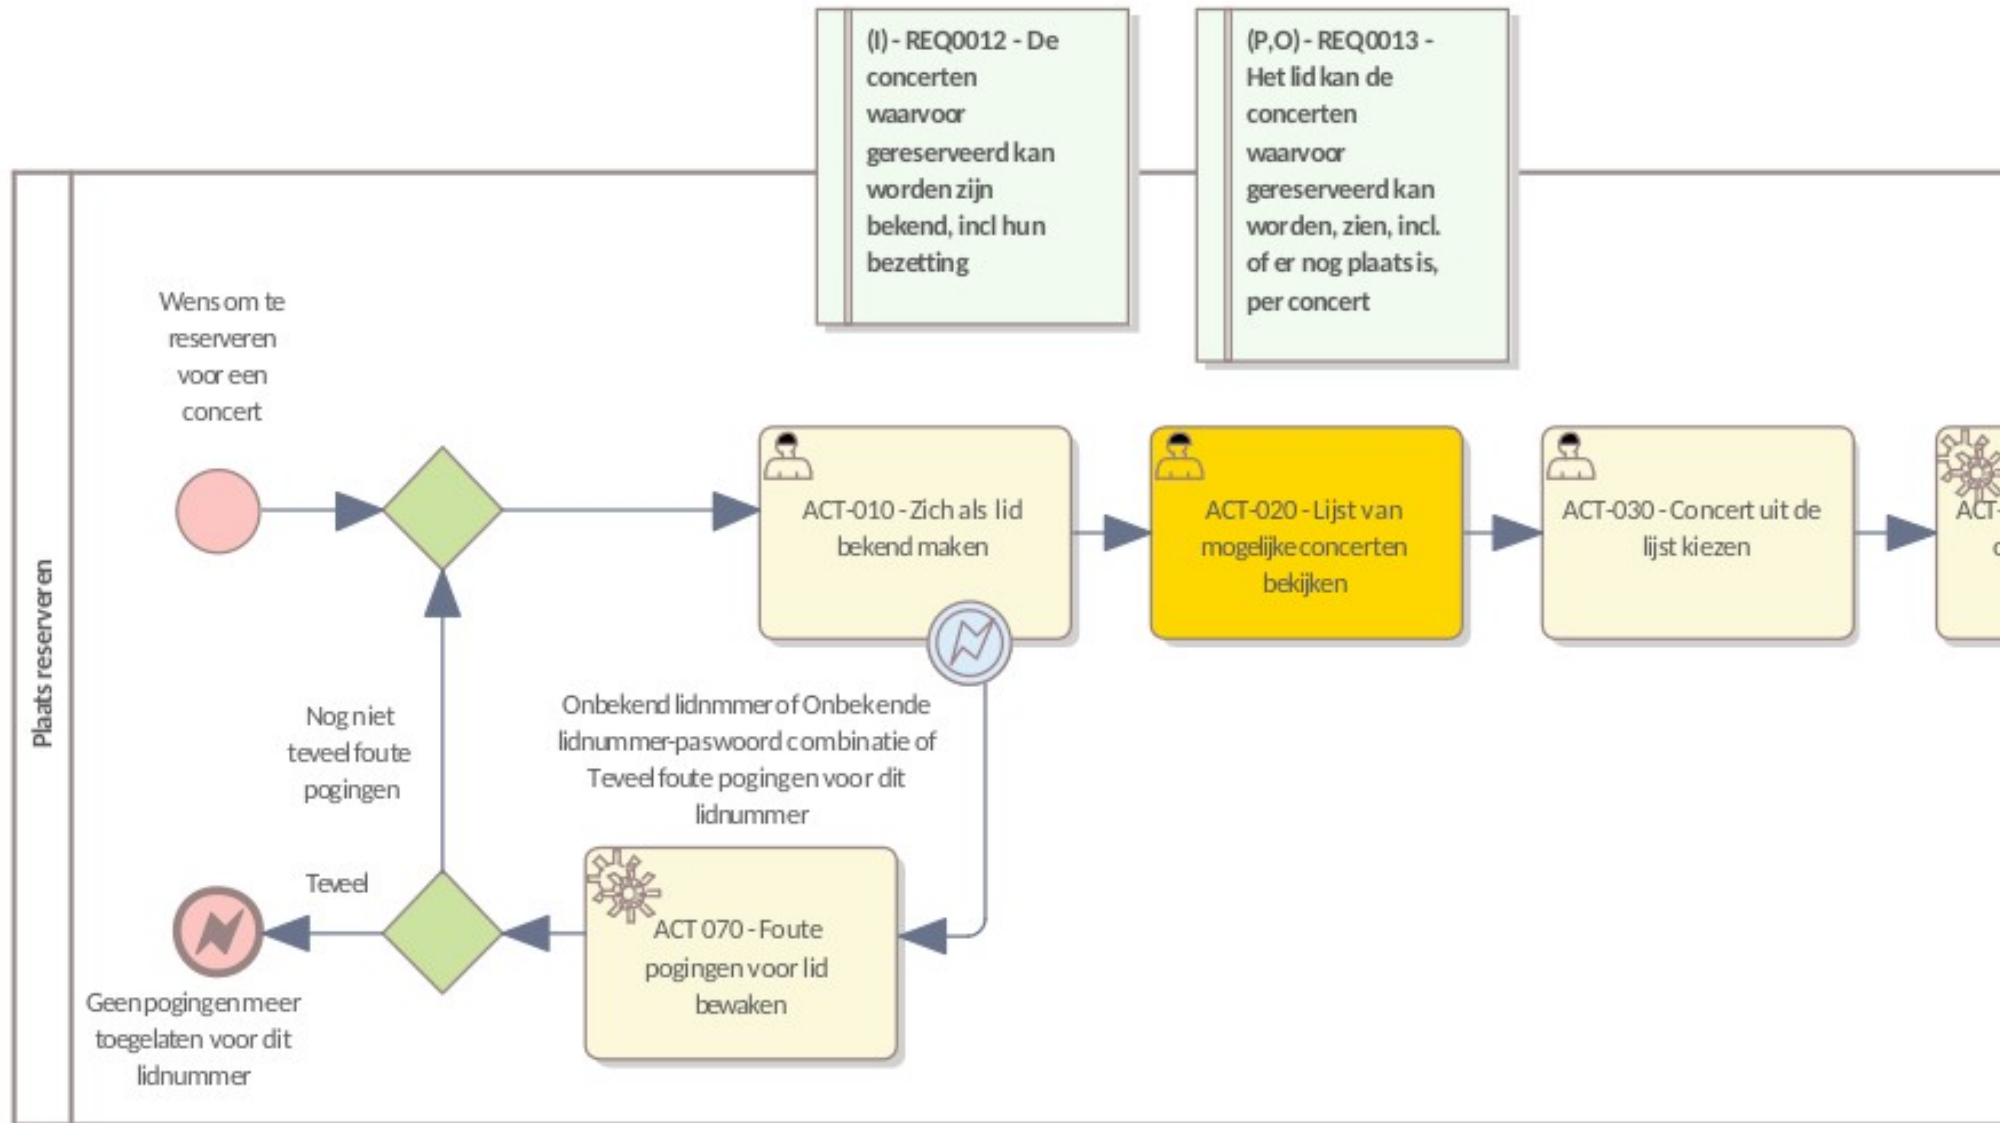 (I) - REQ0012 - De
concerten
waarvoor
gereserveerd kan
worden zijn
bekend, incl hun
bezetting
(P,O) - REQ0013 -
Het lid kan de
concerten
waarvoor
gereserveerd kan
worden, zien, incl.
of er nog plaats is,
per concert
Plaats reserveren
Wens om te
reserveren
voor een
concert
ACT-010 - Zich als lid
bekend maken
ACT-020 - Lijst van
mogelijke concerten
bekijken
ACT-030 - Concert uit de
lijst kiezen
ACT-
Onbekend lidnmmer of Onbekende
lidnummer-paswoord combinatie of
Teveel foute pogingen voor dit
lidnummer
Nog niet
teveel foute
pogingen
Teveel
ACT 070 - Foute
pogingen voor lid
bewaken
Geen pogingen meer
toegelaten voor dit
lidnummer